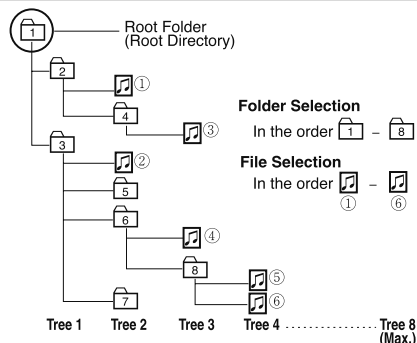 1
Root Folder
(Root Directory)
2
①
4
③
Folder Selection
In the order 1 – 8
3
②
File Selection
In the order –
① ⑥
5
6
④
8
⑤
⑥
7
Tree 1 Tree 2 Tree 3 Tree 4 ............... Tree 8
(Max.)